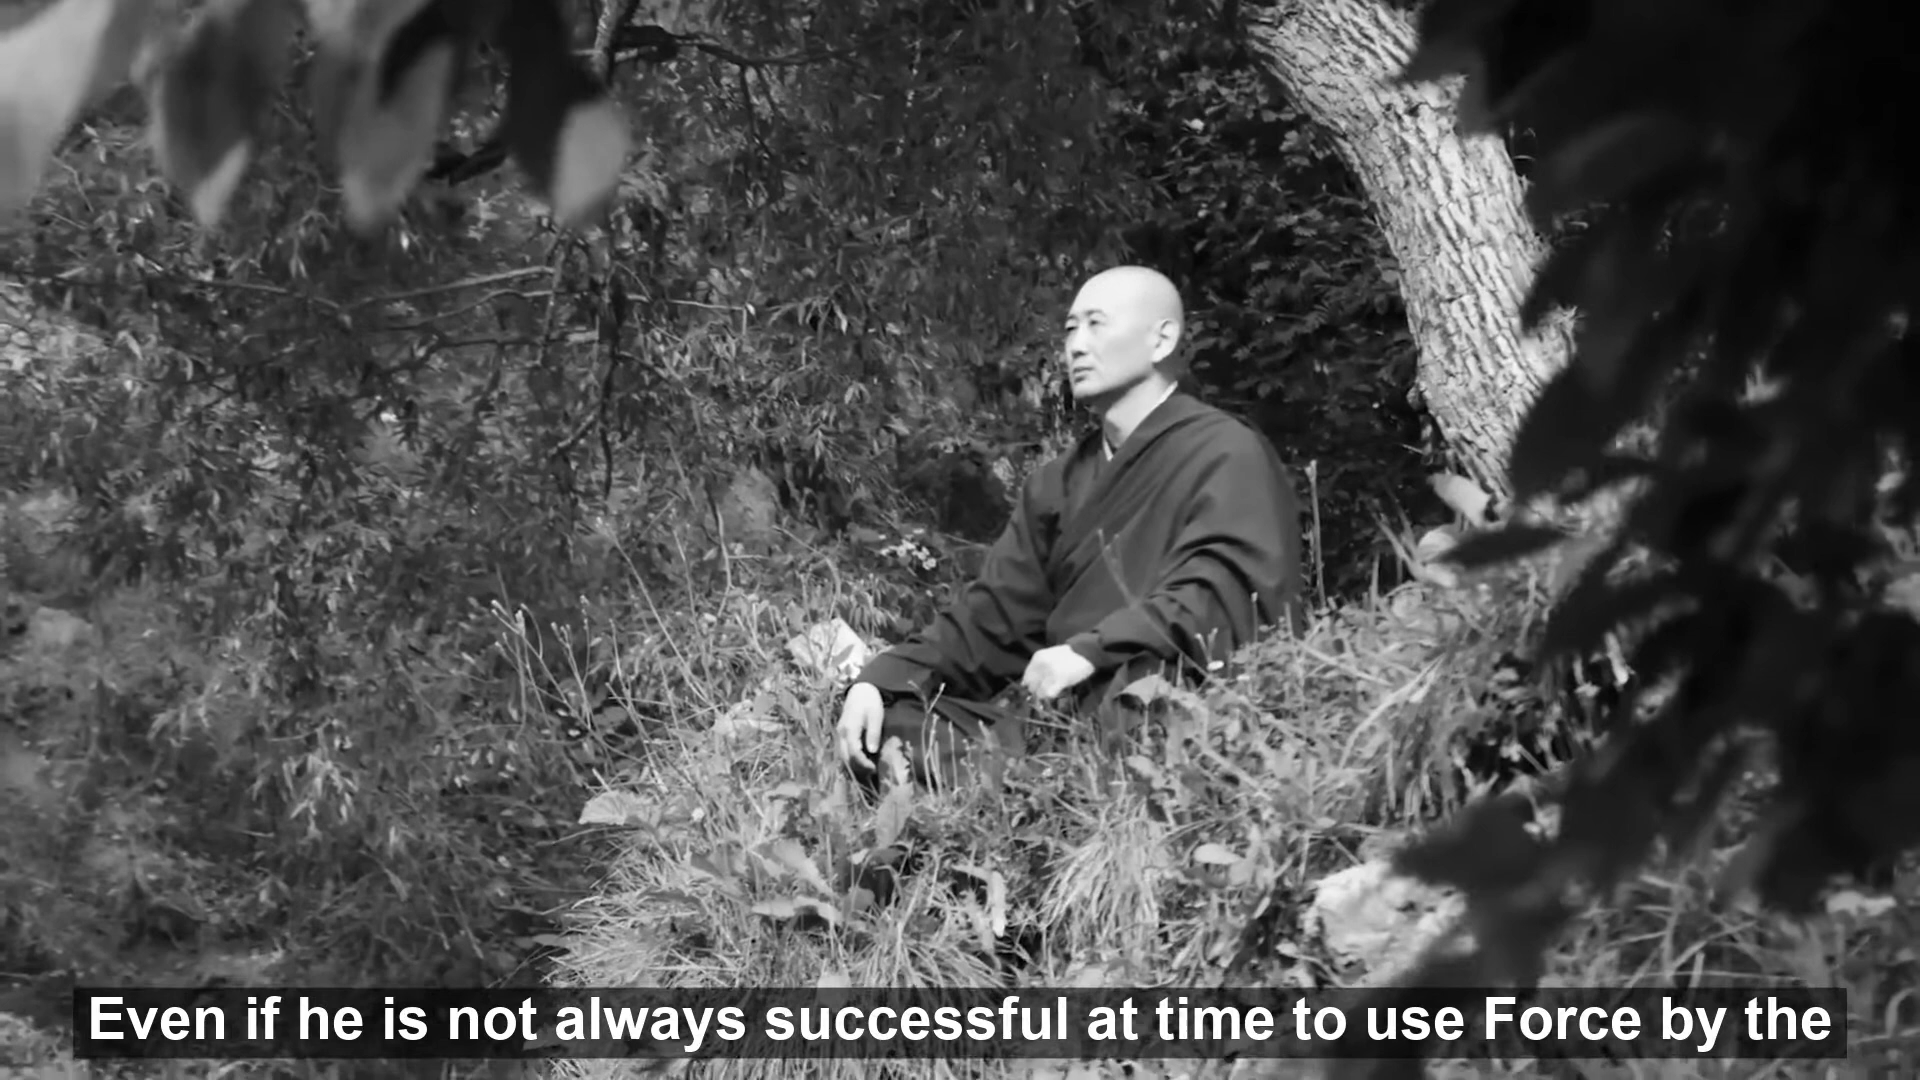 Even if he is not always successful at time to use Force by the